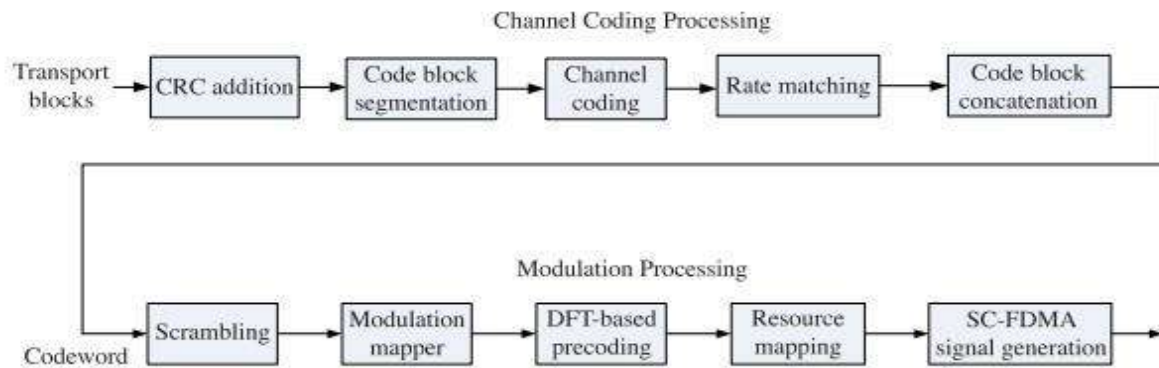 Channel Coding Processing
Transport
blocks
CRC addition
Code block
segmentation
Channel
coding
Rate matching
Code block
concatenation
Modulation Processing
Codeword
Scrambling
Modulation
mapper
DFT-based
precoding
Resource
mapping
SC-FDMA
signal generation